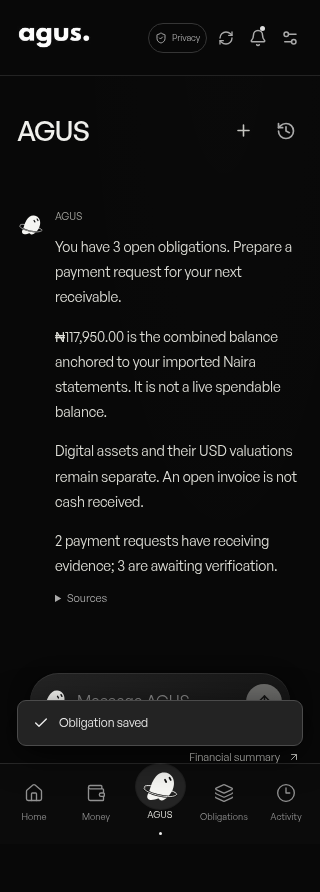 agus.
Privacy
AGUS
AGUS
You have 3 open obligations. Prepare a
payment request for your next
receivable.
₦117,950.00 is the combined balance
anchored to your imported Naira
statements. It is not a live spendable
balance.
Digital assets and their USD valuations
remain separate. An open invoice is not
cash received.
2 payment requests have receiving
evidence; 3 are awaiting verification.
Sources
Message AGUS
Obligation saved
Financial summary
Home
Money
AGUS
Obligations
Activity